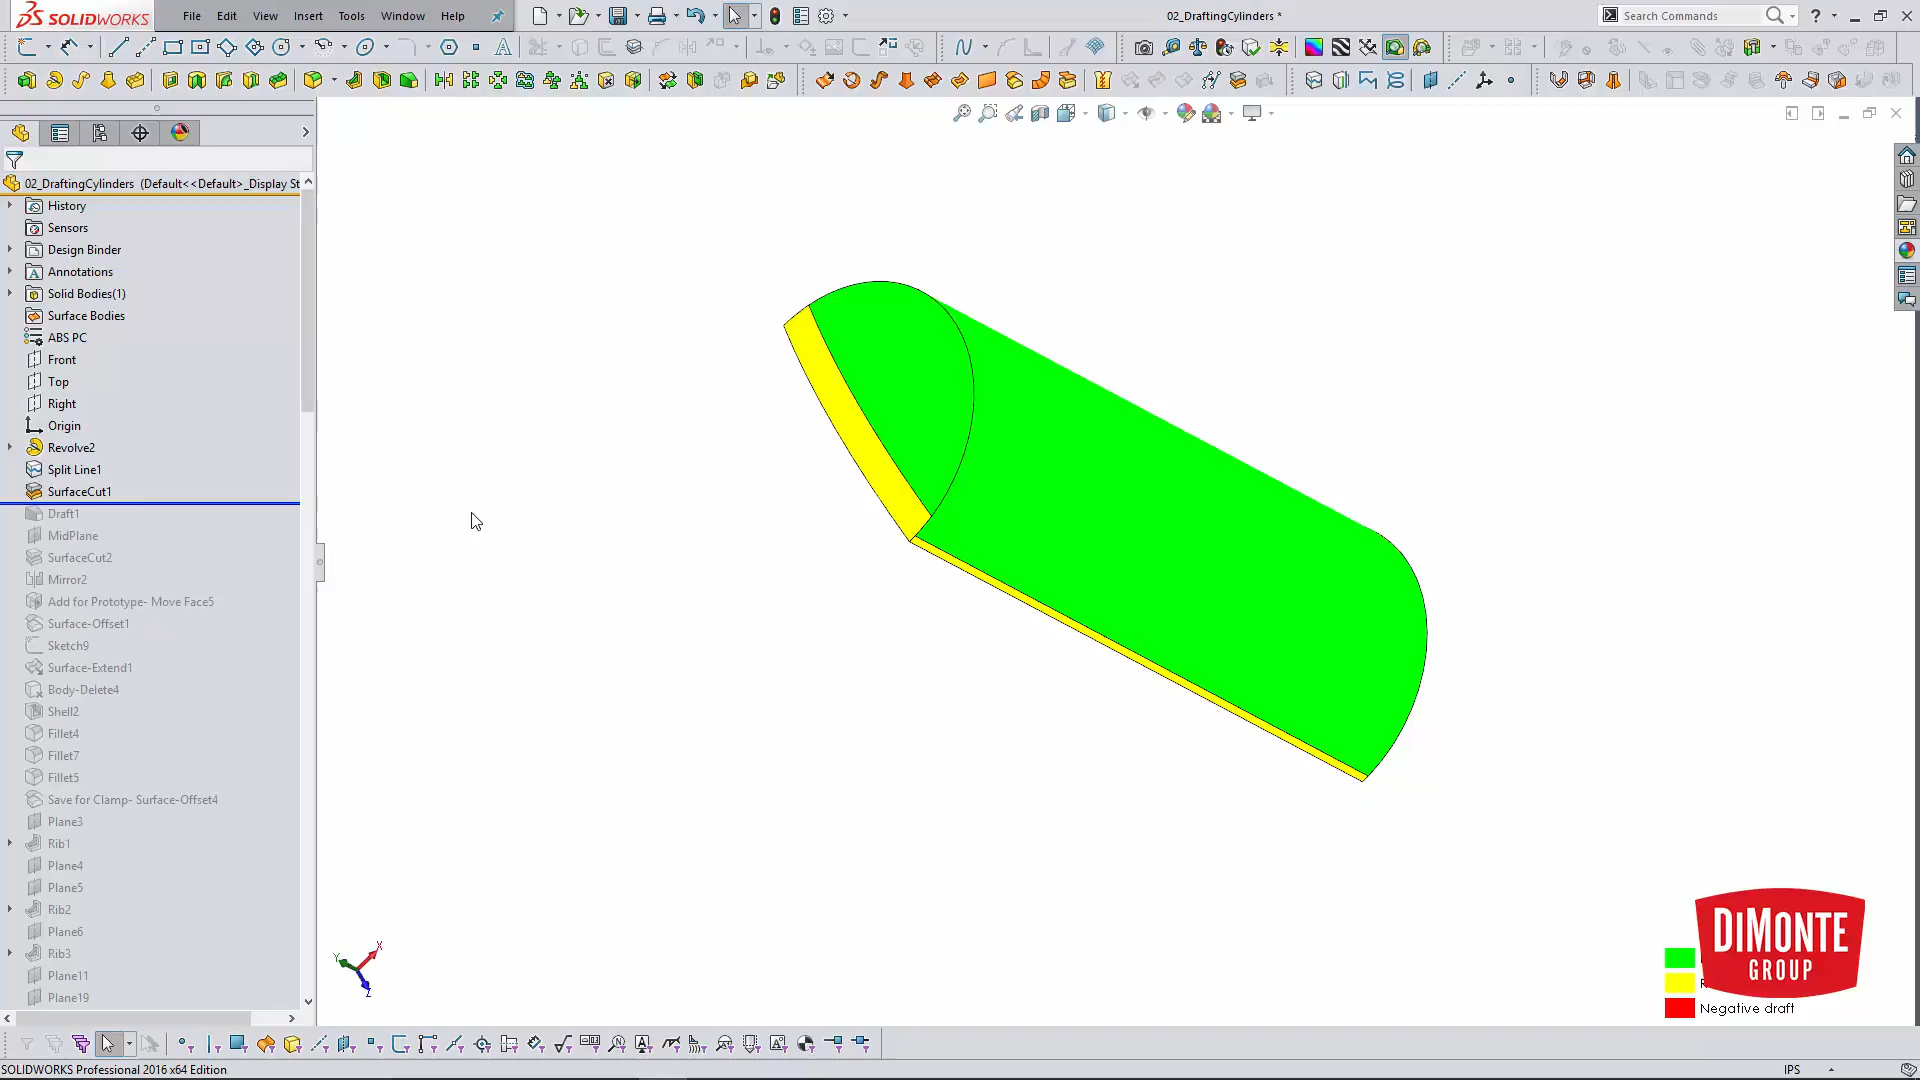 SOLIDWORKS
File
Edit
View
Insert
Tools
Window
Help
02_DraftingCylinders *
Search Commands
02_DraftingCylinders (Default<<Default>_Display St
History
Sensors
Design Binder
Annotations
Solid Bodies(1)
Surface Bodies
ABS PC
Front
Top
Right
Origin
Revolve2
Split Line1
SurfaceCut1
Draft1
MidPlane
SurfaceCut2
Mirror2
Add for Prototype- Move Face5
Surface-Offset1
Sketch9
Surface-Extend1
Body-Delete4
Shell2
Fillet4
Fillet7
Fillet5
Save for Clamp- Surface-Offset4
Plane3
Rib1
Plane4
Plane5
Rib2
Plane6
Rib3
Plane11
Plane19
Y
X
Z
DIMONTE
GROUP
Negative draft
SOLIDWORKS Professional 2016 x64 Edition
IPS